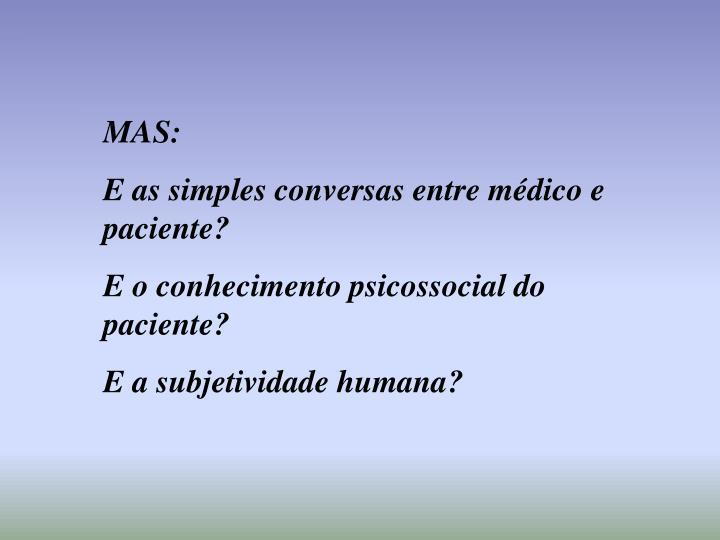 MAS:
E as simples conversas entre médico e
paciente?
E o conhecimento psicossocial do
paciente?
E a subjetividade humana?